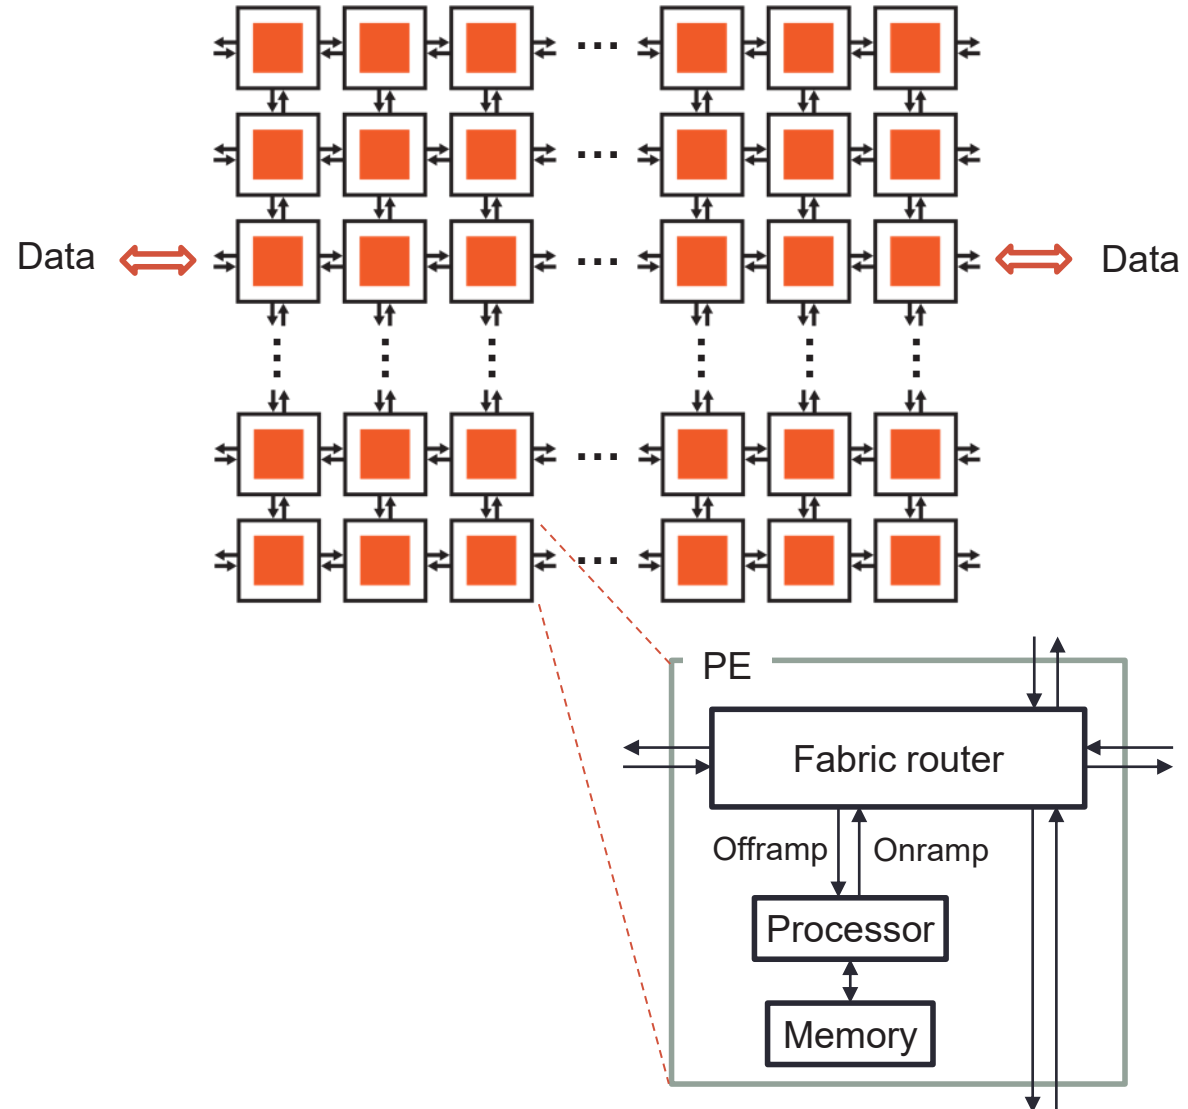 Data
Data
PE
Fabric router
Offramp
Onramp
Processor
Memory